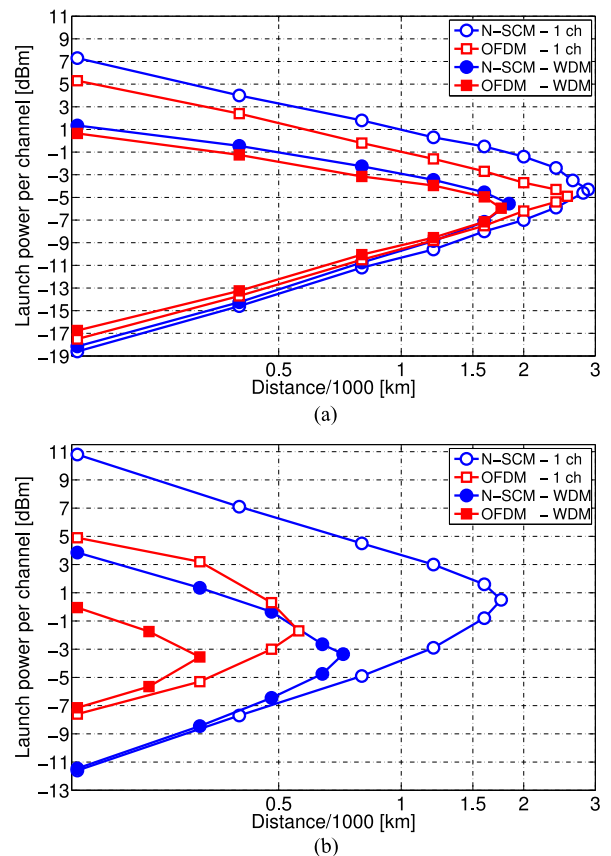 11
9
7
5
3
1
−1
−3
−5
−7
−9
−11
−13
−15
−17
−19
Launch power per channel [dBm]
N−SCM − 1 ch
OFDM − 1 ch
N−SCM − WDM
OFDM − WDM
0.5 1 1.5 2 2.5 3
Distance/1000 [km]
(a)
11
9
7
5
3
1
−1
−3
−5
−7
−9
−11
−13
Launch power per channel [dBm]
N−SCM − 1 ch
OFDM − 1 ch
N−SCM − WDM
OFDM − WDM
0.5 1 1.5 2 2.5 3
Distance/1000 [km]
(b)